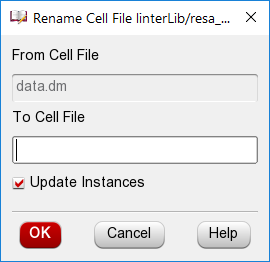 Rename Cell File linterLib/resa_...
From Cell File
data.dm
To Cell File
Update Instances
OK Cancel Help